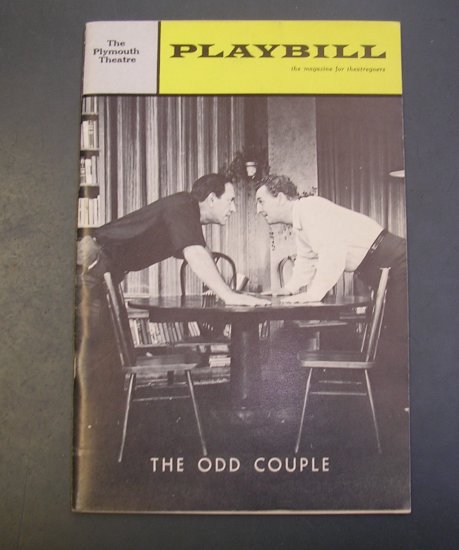 The
Plymouth
Theatre
PLAYBILL
the magazine for theatregoers
THE ODD COUPLE